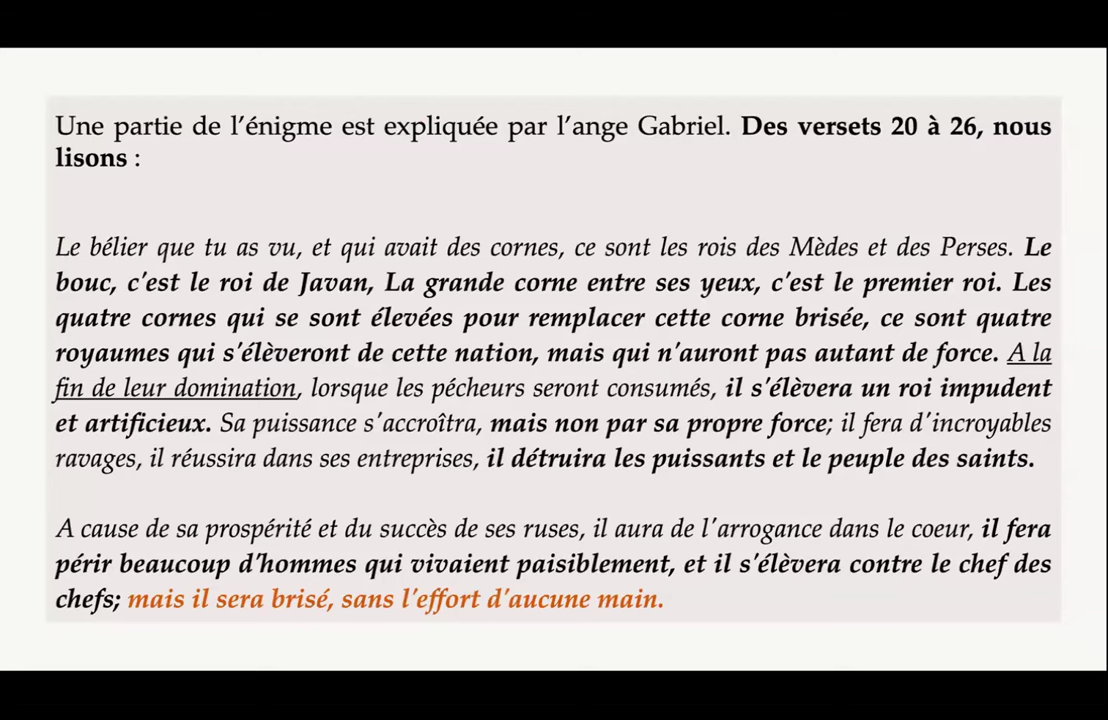 Une partie de l’énigme est expliquée par l’ange Gabriel. Des versets 20 à 26, nous
lisons :
Le bélier que tu as vu, et qui avait des cornes, ce sont les rois des Mèdes et des Perses. Le
bouc, c'est le roi de Javan, La grande corne entre ses yeux, c'est le premier roi. Les
quatre cornes qui se sont élevées pour remplacer cette corne brisée, ce sont quatre
royaumes qui s’élèveront de cette nation, mais qui n’auront pas autant de force. A la
fin de leur domination, lorsque les pécheurs seront consumés, il s’élèvera un roi impudent
et artificieux. Sa puissance s'accroîtra, mais non par sa propre force; il fera d'incroyables
ravages, il réussira dans ses entreprises, il détruira les puissants et le peuple des saints.
A cause de sa prospérité et du succès de ses ruses, il aura de l'arrogance dans le coeur, il fera
périr beaucoup d'hommes qui vivaient paisiblement, et il s'élèvera contre le chef des
chefs; mais il sera brisé, sans l'effort d'aucune main.